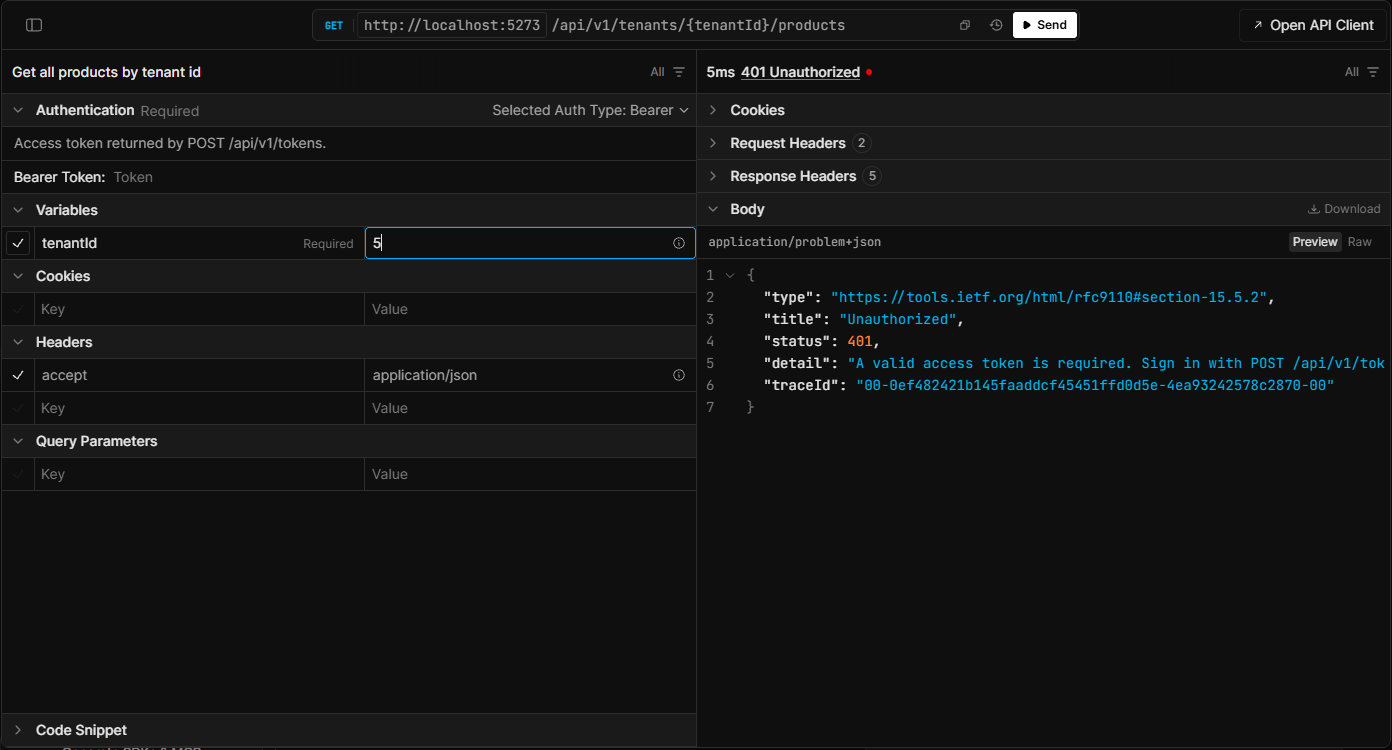 GET http://localhost:5273 /api/v1/tenants/{tenantId}/products Send Open API Client
Get all products by tenant id All
Authentication Required Selected Auth Type: Bearer
Access token returned by POST /api/v1/tokens.
Bearer Token: Token
Variables
tenantId Required 5
Cookies
Key Value
Headers
accept application/json
Key Value
Query Parameters
Key Value
Code Snippet
5ms 401 Unauthorized All
Cookies
Request Headers 2
Response Headers 5
Body Download
application/problem+json Preview Raw
1 {
2 "type": "https://tools.ietf.org/html/rfc9110#section-15.5.2",
3 "title": "Unauthorized",
4 "status": 401,
5 "detail": "A valid access token is required. Sign in with POST /api/v1/tok
6 "traceId": "00-0ef482421b145faaddcf45451ffd0d5e-4ea93242578c2870-00"
7 }